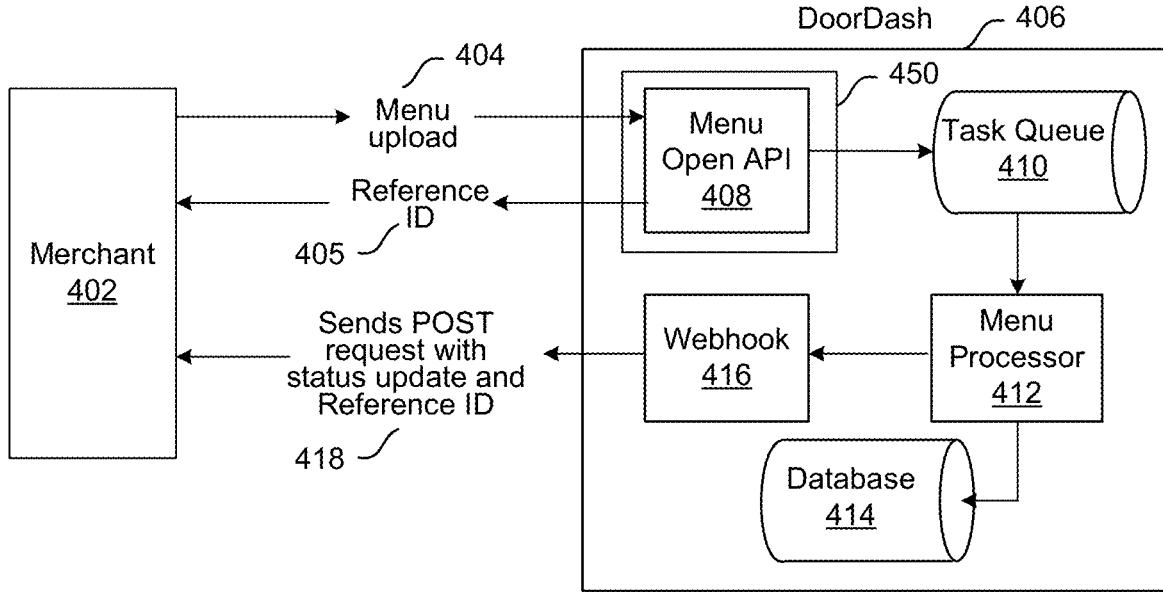 DoorDash
406
404
450
Menu
upload
Menu
Open API
408
Task Queue
410
Reference
ID
405
Merchant
402
Sends POST
request with
status update and
Reference ID
418
Webhook
416
Menu
Processor
412
Database
414